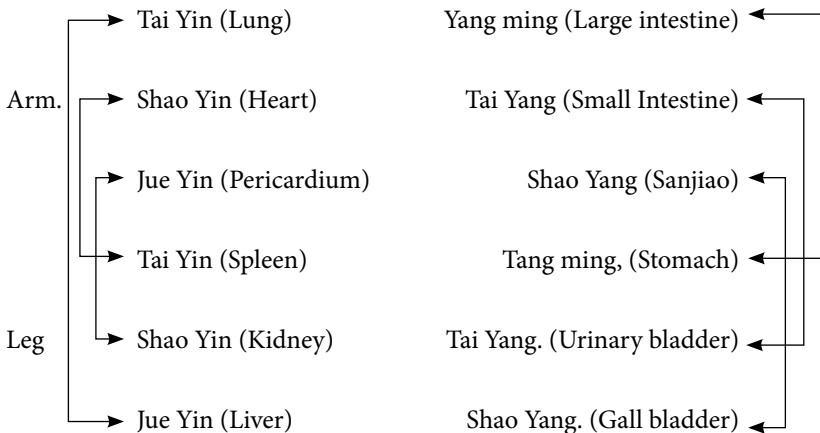 Tai Yin (Lung) Yang ming (Large intestine)
Arm. Shao Yin (Heart) Tai Yang (Small Intestine)
Jue Yin (Pericardium) Shao Yang (Sanjiao)
Tai Yin (Spleen) Tang ming, (Stomach)
Leg Shao Yin (Kidney) Tai Yang. (Urinary bladder)
Jue Yin (Liver) Shao Yang. (Gall bladder)